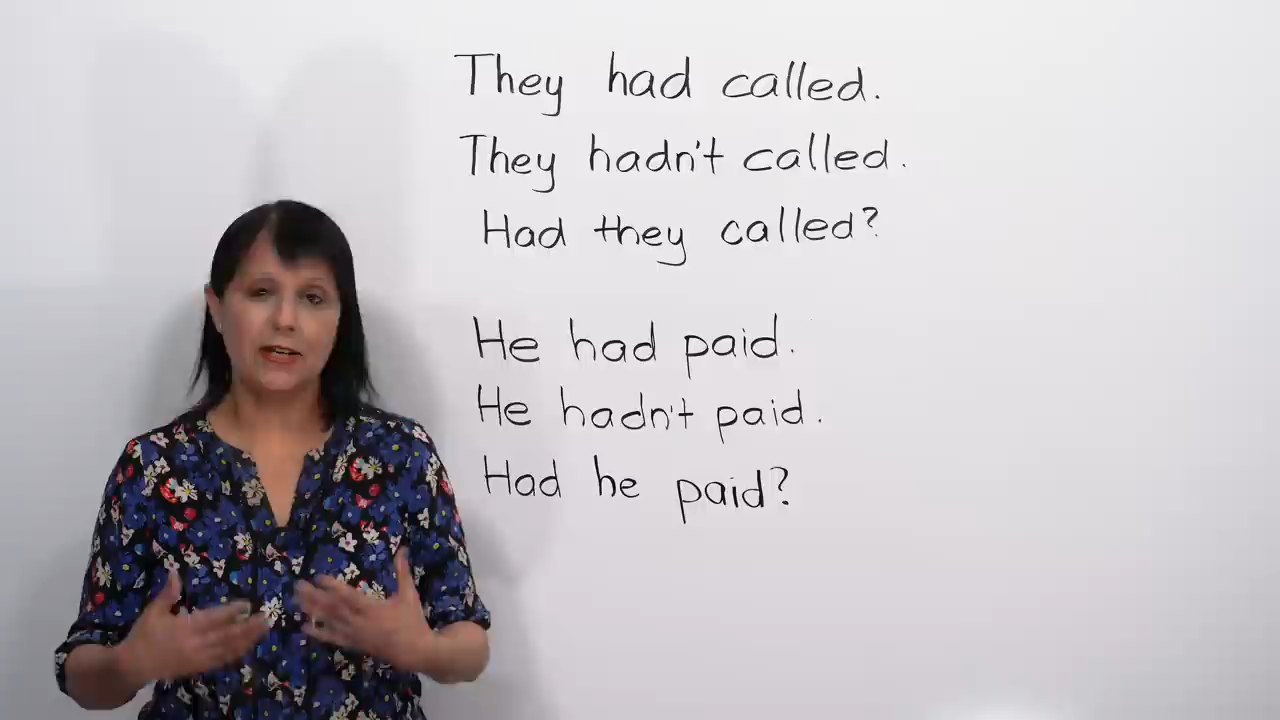 They had called.
They hadn't called.
Had they called?
He had paid.
He hadn't paid.
Had he paid?